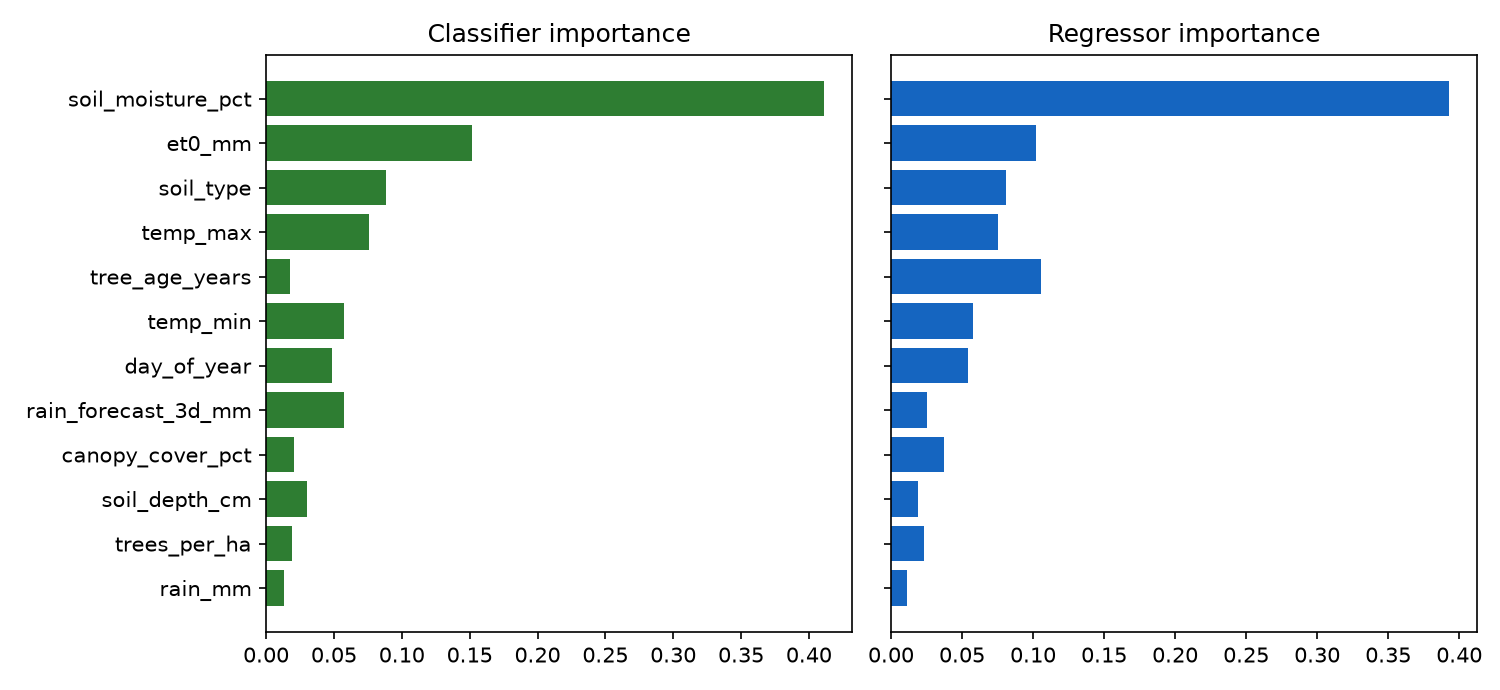 Classifier importance
Regressor importance
soil_moisture_pct
et0_mm
soil_type
temp_max
tree_age_years
temp_min
day_of_year
rain_forecast_3d_mm
canopy_cover_pct
soil_depth_cm
trees_per_ha
rain_mm
0.00 0.05 0.10 0.15 0.20 0.25 0.30 0.35 0.40
0.00 0.05 0.10 0.15 0.20 0.25 0.30 0.35 0.40